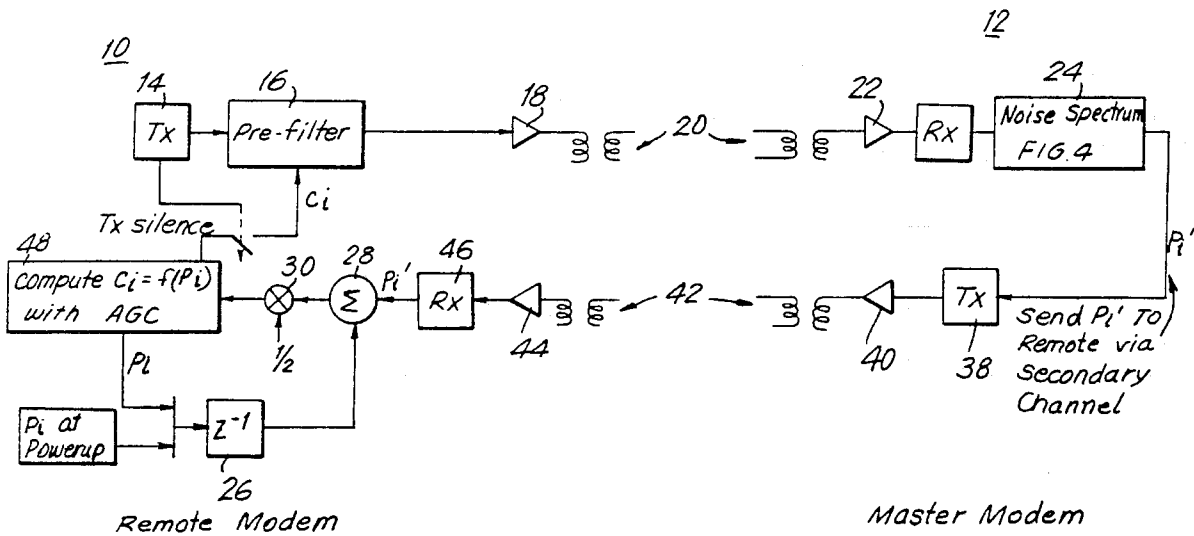 10
12
14
Tx
16
Pre-filter
18
20
22
Rx
24
Noise Spectrum
FIG.4
Ci
Tx silence
48
compute Ci=f(Pi)
with AGC
30
1/2
28
Σ
Pi'
46
Rx
44
42
40
Tx
38
Pi'
Send Pi' To
Remote via
Secondary
Channel
Pi
Pi at
Powerup
Z⁻¹
26
Remote Modem
Master Modem